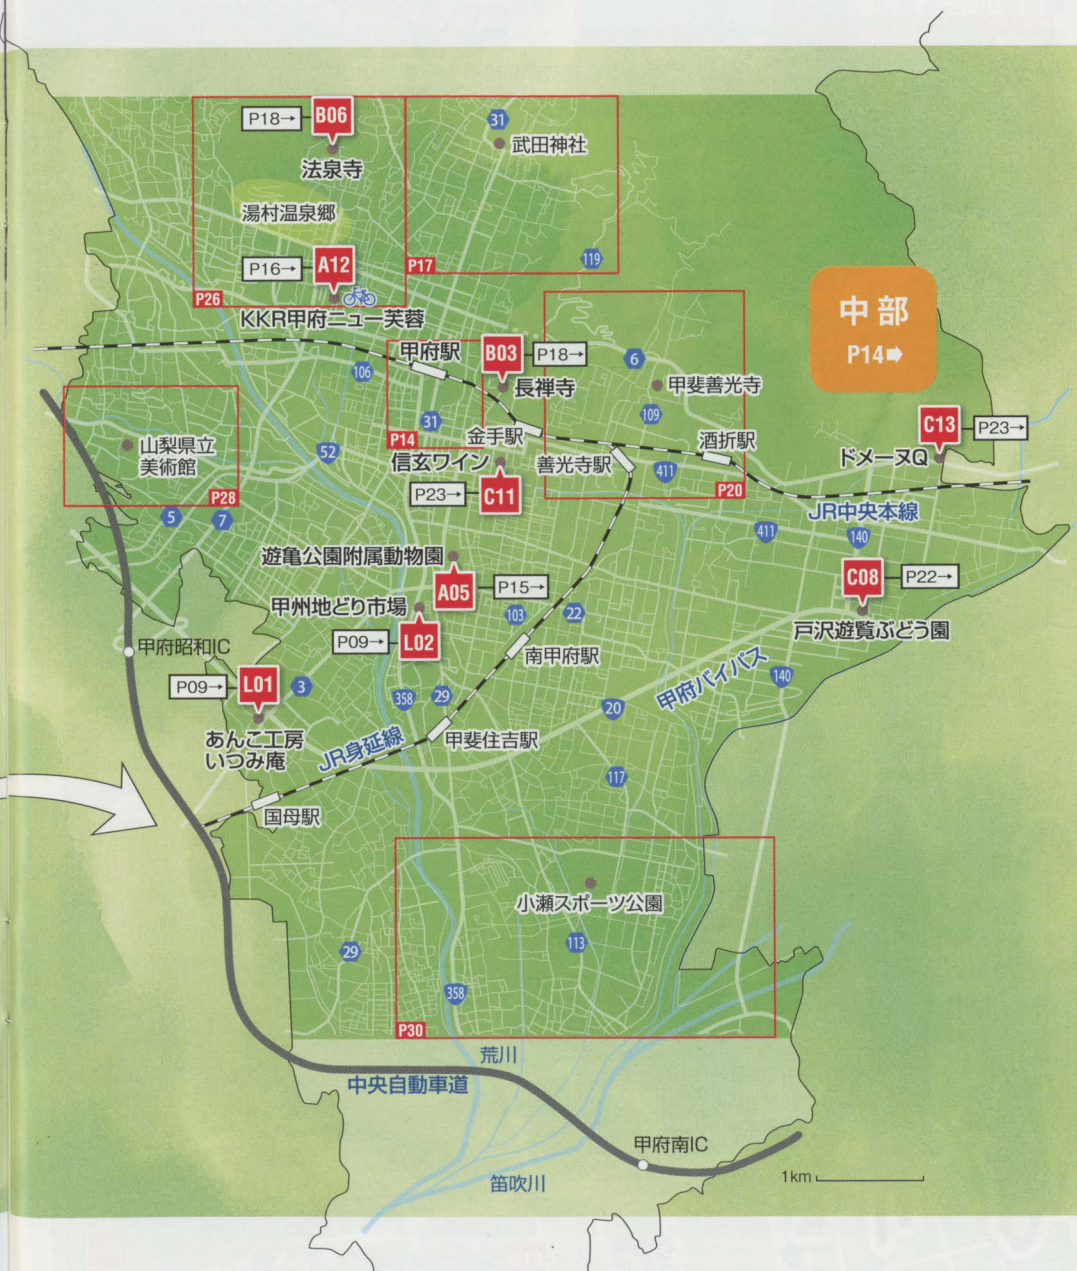 P18→
B06
法泉寺
31
武田神社
湯村温泉郷
119
P16→
A12
P17
P26
KKR甲府ニュー芙蓉
中部
P14➡
甲府駅
B03
P18→
長禅寺
106
6
甲斐善光寺
109
31
P14
金手駅
酒折駅
C13
P23→
ドメーヌQ
山梨県立
美術館
P28
52
信玄ワイン
善光寺駅
411
P20
P23→
C11
JR中央本線
5
7
411
140
遊亀公園附属動物園
A05
P15→
C08
P22→
甲州地どり市場
103
22
戸沢遊覧ぶどう園
P09→
L02
甲府昭和IC
南甲府駅
P09→
L01
3
358
29
20
甲府バイパス
140
あんこ工房
いつみ庵
JR身延線
甲斐住吉駅
117
国母駅
小瀬スポーツ公園
29
113
358
P30
荒川
中央自動車道
甲府南IC
笛吹川
1km